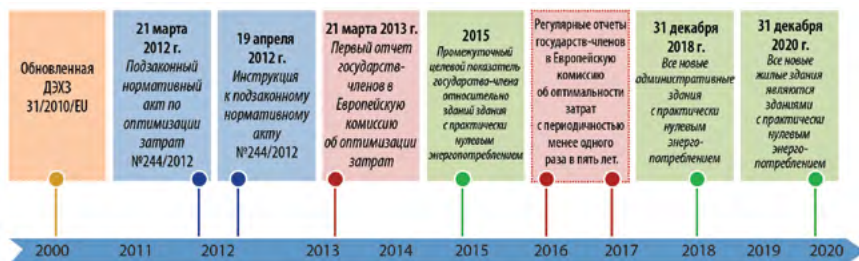 Обновленная
ДЭХЗ
31/2010/EU
21 марта
2012 г.
Подзаконный
нормативный
акт по
оптимизации
затрат
№244/2012
19 апреля
2012 г.
Инструкция
к подзаконному
нормативному
акту
№244/2012
21 марта 2013 г.
Первый отчет
государств-
членов в
Европейскую
комиссию
об оптимизации
затрат
2015
Промежуточный
целевой показатель
государства-члена
относительно
зданий здания
с практически
нулевым
энергопотреблением
Регулярные отчеты
государств-членов
в Европейскую
комиссию
об оптимальности
затрат
с периодичностью
менее одного
раза в пять лет.
31 декабря
2018 г.
Все новые
административные
здания
с практически
нулевым
энерго-
потреблением
31 декабря
2020 г.
Все новые
жилые здания
являются
зданиями
с практически
нулевым
энерго-
потреблением
2000 2011 2012 2013 2014 2015 2016 2017 2018 2019 2020